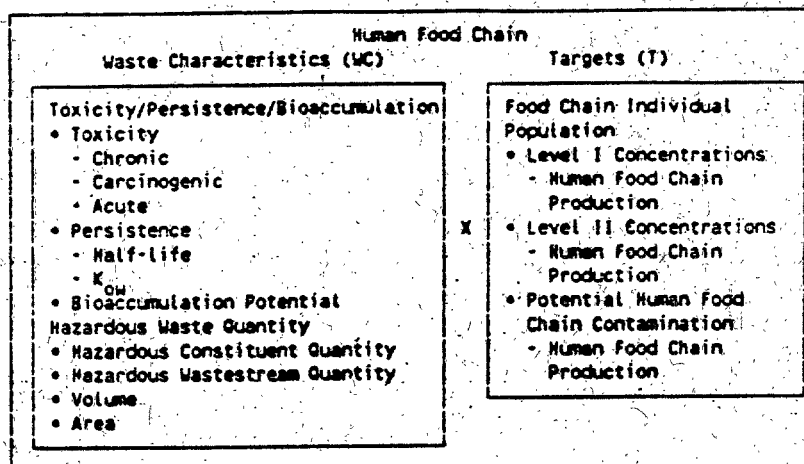 Human Food Chain
Waste Characteristics (WC)
Targets (T)
Toxicity/Persistence/Bioaccumulation
• Toxicity
- Chronic
- Carcinogenic
- Acute
• Persistence
- Half-life
- Kow
• Bioaccumulation Potential
Hazardous Waste Quantity
• Hazardous Constituent Quantity
• Hazardous Wastestream Quantity
• Volume
• Area
X
Food Chain Individual
Population
• Level I Concentrations
- Human Food Chain
Production
• Level II Concentrations
- Human Food Chain
Production
• Potential Human Food
Chain Contamination
- Human Food Chain
Production